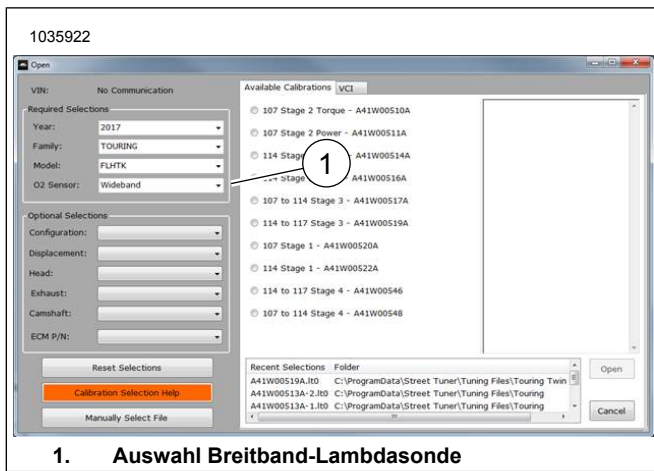 1035922
Open
VIN: No Communication
Required Selections
Year: 2017
Family: TOURING
Model: FLHTK
O2 Sensor: Wideband
Optional Selections
Configuration:
Displacement:
Head:
Exhaust:
Camshaft:
ECM P/N:
Reset Selections
Calibration Selection Help
Manually Select File
Available Calibrations VCI
107 Stage 2 Torque - A41W00510A
107 Stage 2 Power - A41W00511A
114 Stage - A41W00514A
114 Stage A41W00516A
107 to 114 Stage 3 - A41W00517A
114 to 117 Stage 3 - A41W00519A
107 Stage 1 - A41W00520A
114 Stage 1 - A41W00522A
114 to 117 Stage 4 - A41W00546
107 to 114 Stage 4 - A41W00548
1
Recent Selections Folder
A41W00519A.lt0 C:\ProgramData\Street Tuner\Tuning Files\Touring Twin
A41W00513A-2.lt0 C:\ProgramData\Street Tuner\Tuning Files\Touring
A41W00513A-1.lt0 C:\ProgramData\Street Tuner\Tuning Files\Touring
Open
Cancel
1. Auswahl Breitband-Lambdasonde